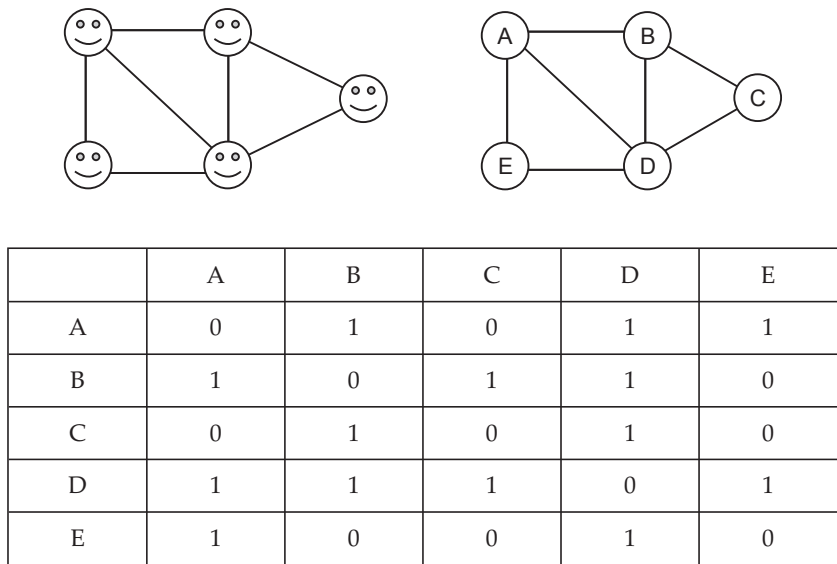 A B
C
E D
A B C D E
A 0 1 0 1 1
B 1 0 1 1 0
C 0 1 0 1 0
D 1 1 1 0 1
E 1 0 0 1 0